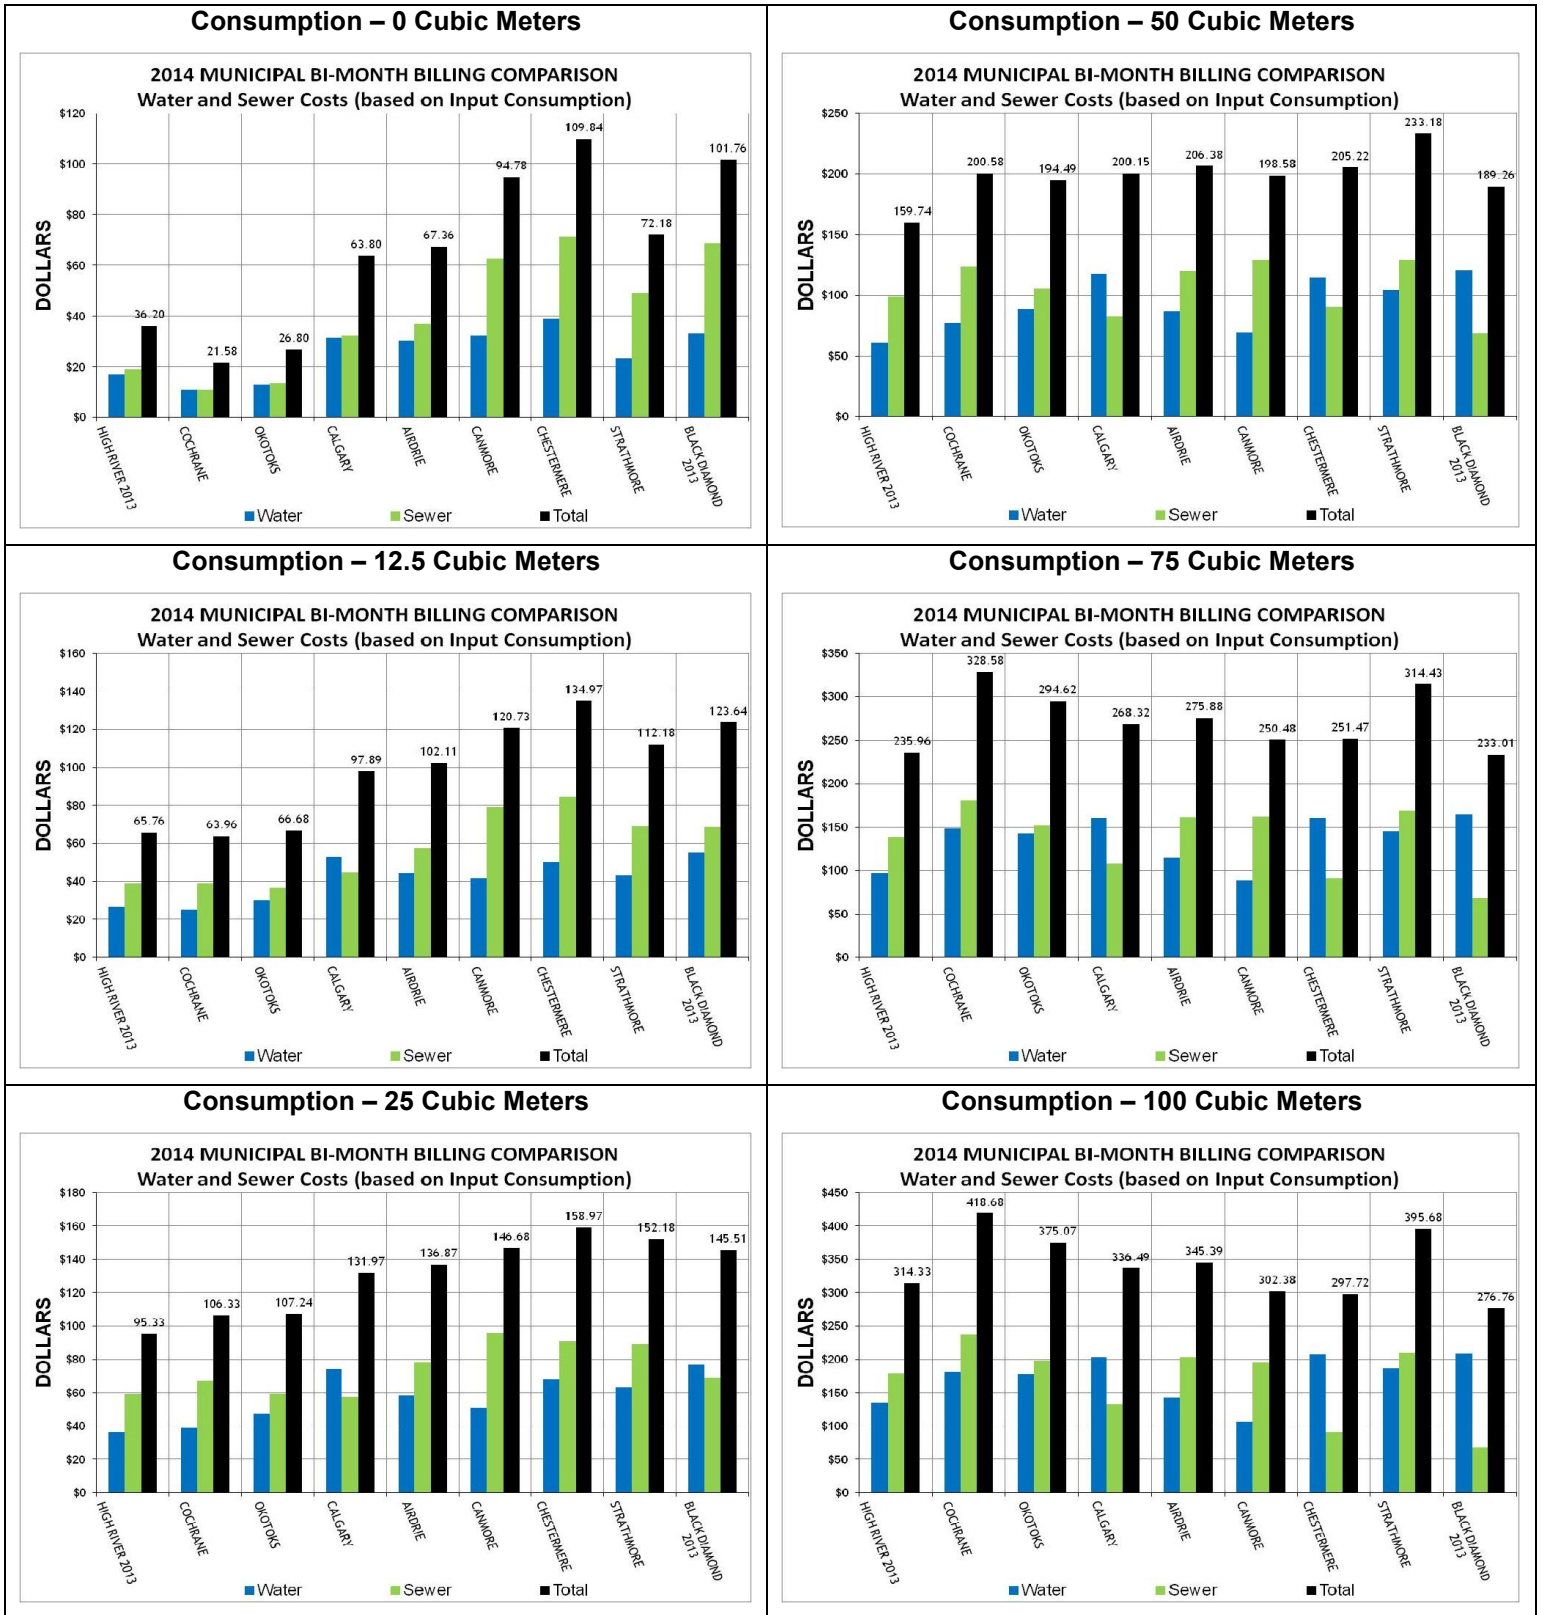 Consumption – 0 Cubic Meters
2014 MUNICIPAL BI-MONTH BILLING COMPARISON
Water and Sewer Costs (based on Input Consumption)
$120
$100
$80
$60
$40
$20
$0
DOLLARS
36.20
21.58
26.80
63.80
67.36
94.78
109.84
72.18
101.76
HIGH RIVER 2013
COCHRANE
OKOTOKS
CALGARY
AIRDRIE
CANMORE
CHESTERMERE
STRATHMORE
BLACK DIAMOND
2013
Water Sewer Total
Consumption – 50 Cubic Meters
2014 MUNICIPAL BI-MONTH BILLING COMPARISON
Water and Sewer Costs (based on Input Consumption)
$250
$200
$150
$100
$50
$0
DOLLARS
159.74
200.58
194.49
200.15
206.38
198.58
205.22
233.18
189.26
HIGH RIVER 2013
COCHRANE
OKOTOKS
CALGARY
AIRDRIE
CANMORE
CHESTERMERE
STRATHMORE
BLACK DIAMOND
2013
Water Sewer Total
Consumption – 12.5 Cubic Meters
2014 MUNICIPAL BI-MONTH BILLING COMPARISON
Water and Sewer Costs (based on Input Consumption)
$160
$140
$120
$100
$80
$60
$40
$20
$0
DOLLARS
65.76
63.96
66.68
97.89
102.11
120.73
134.97
112.18
123.64
HIGH RIVER 2013
COCHRANE
OKOTOKS
CALGARY
AIRDRIE
CANMORE
CHESTERMERE
STRATHMORE
BLACK DIAMOND
2013
Water Sewer Total
Consumption – 75 Cubic Meters
2014 MUNICIPAL BI-MONTH BILLING COMPARISON
Water and Sewer Costs (based on Input Consumption)
$350
$300
$250
$200
$150
$100
$50
$0
DOLLARS
235.96
328.58
294.62
268.32
275.88
250.48
251.47
314.43
233.01
HIGH RIVER 2013
COCHRANE
OKOTOKS
CALGARY
AIRDRIE
CANMORE
CHESTERMERE
STRATHMORE
BLACK DIAMOND
2013
Water Sewer Total
Consumption – 25 Cubic Meters
2014 MUNICIPAL BI-MONTH BILLING COMPARISON
Water and Sewer Costs (based on Input Consumption)
$180
$160
$140
$120
$100
$80
$60
$40
$20
$0
DOLLARS
95.33
106.33
107.24
131.97
136.87
146.68
158.97
152.18
145.51
HIGH RIVER 2013
COCHRANE
OKOTOKS
CALGARY
AIRDRIE
CANMORE
CHESTERMERE
STRATHMORE
BLACK DIAMOND
2013
Water Sewer Total
Consumption – 100 Cubic Meters
2014 MUNICIPAL BI-MONTH BILLING COMPARISON
Water and Sewer Costs (based on Input Consumption)
$450
$400
$350
$300
$250
$200
$150
$100
$50
$0
DOLLARS
314.33
418.68
375.07
336.49
345.39
302.38
297.72
395.68
276.76
HIGH RIVER 2013
COCHRANE
OKOTOKS
CALGARY
AIRDRIE
CANMORE
CHESTERMERE
STRATHMORE
BLACK DIAMOND
2013
Water Sewer Total